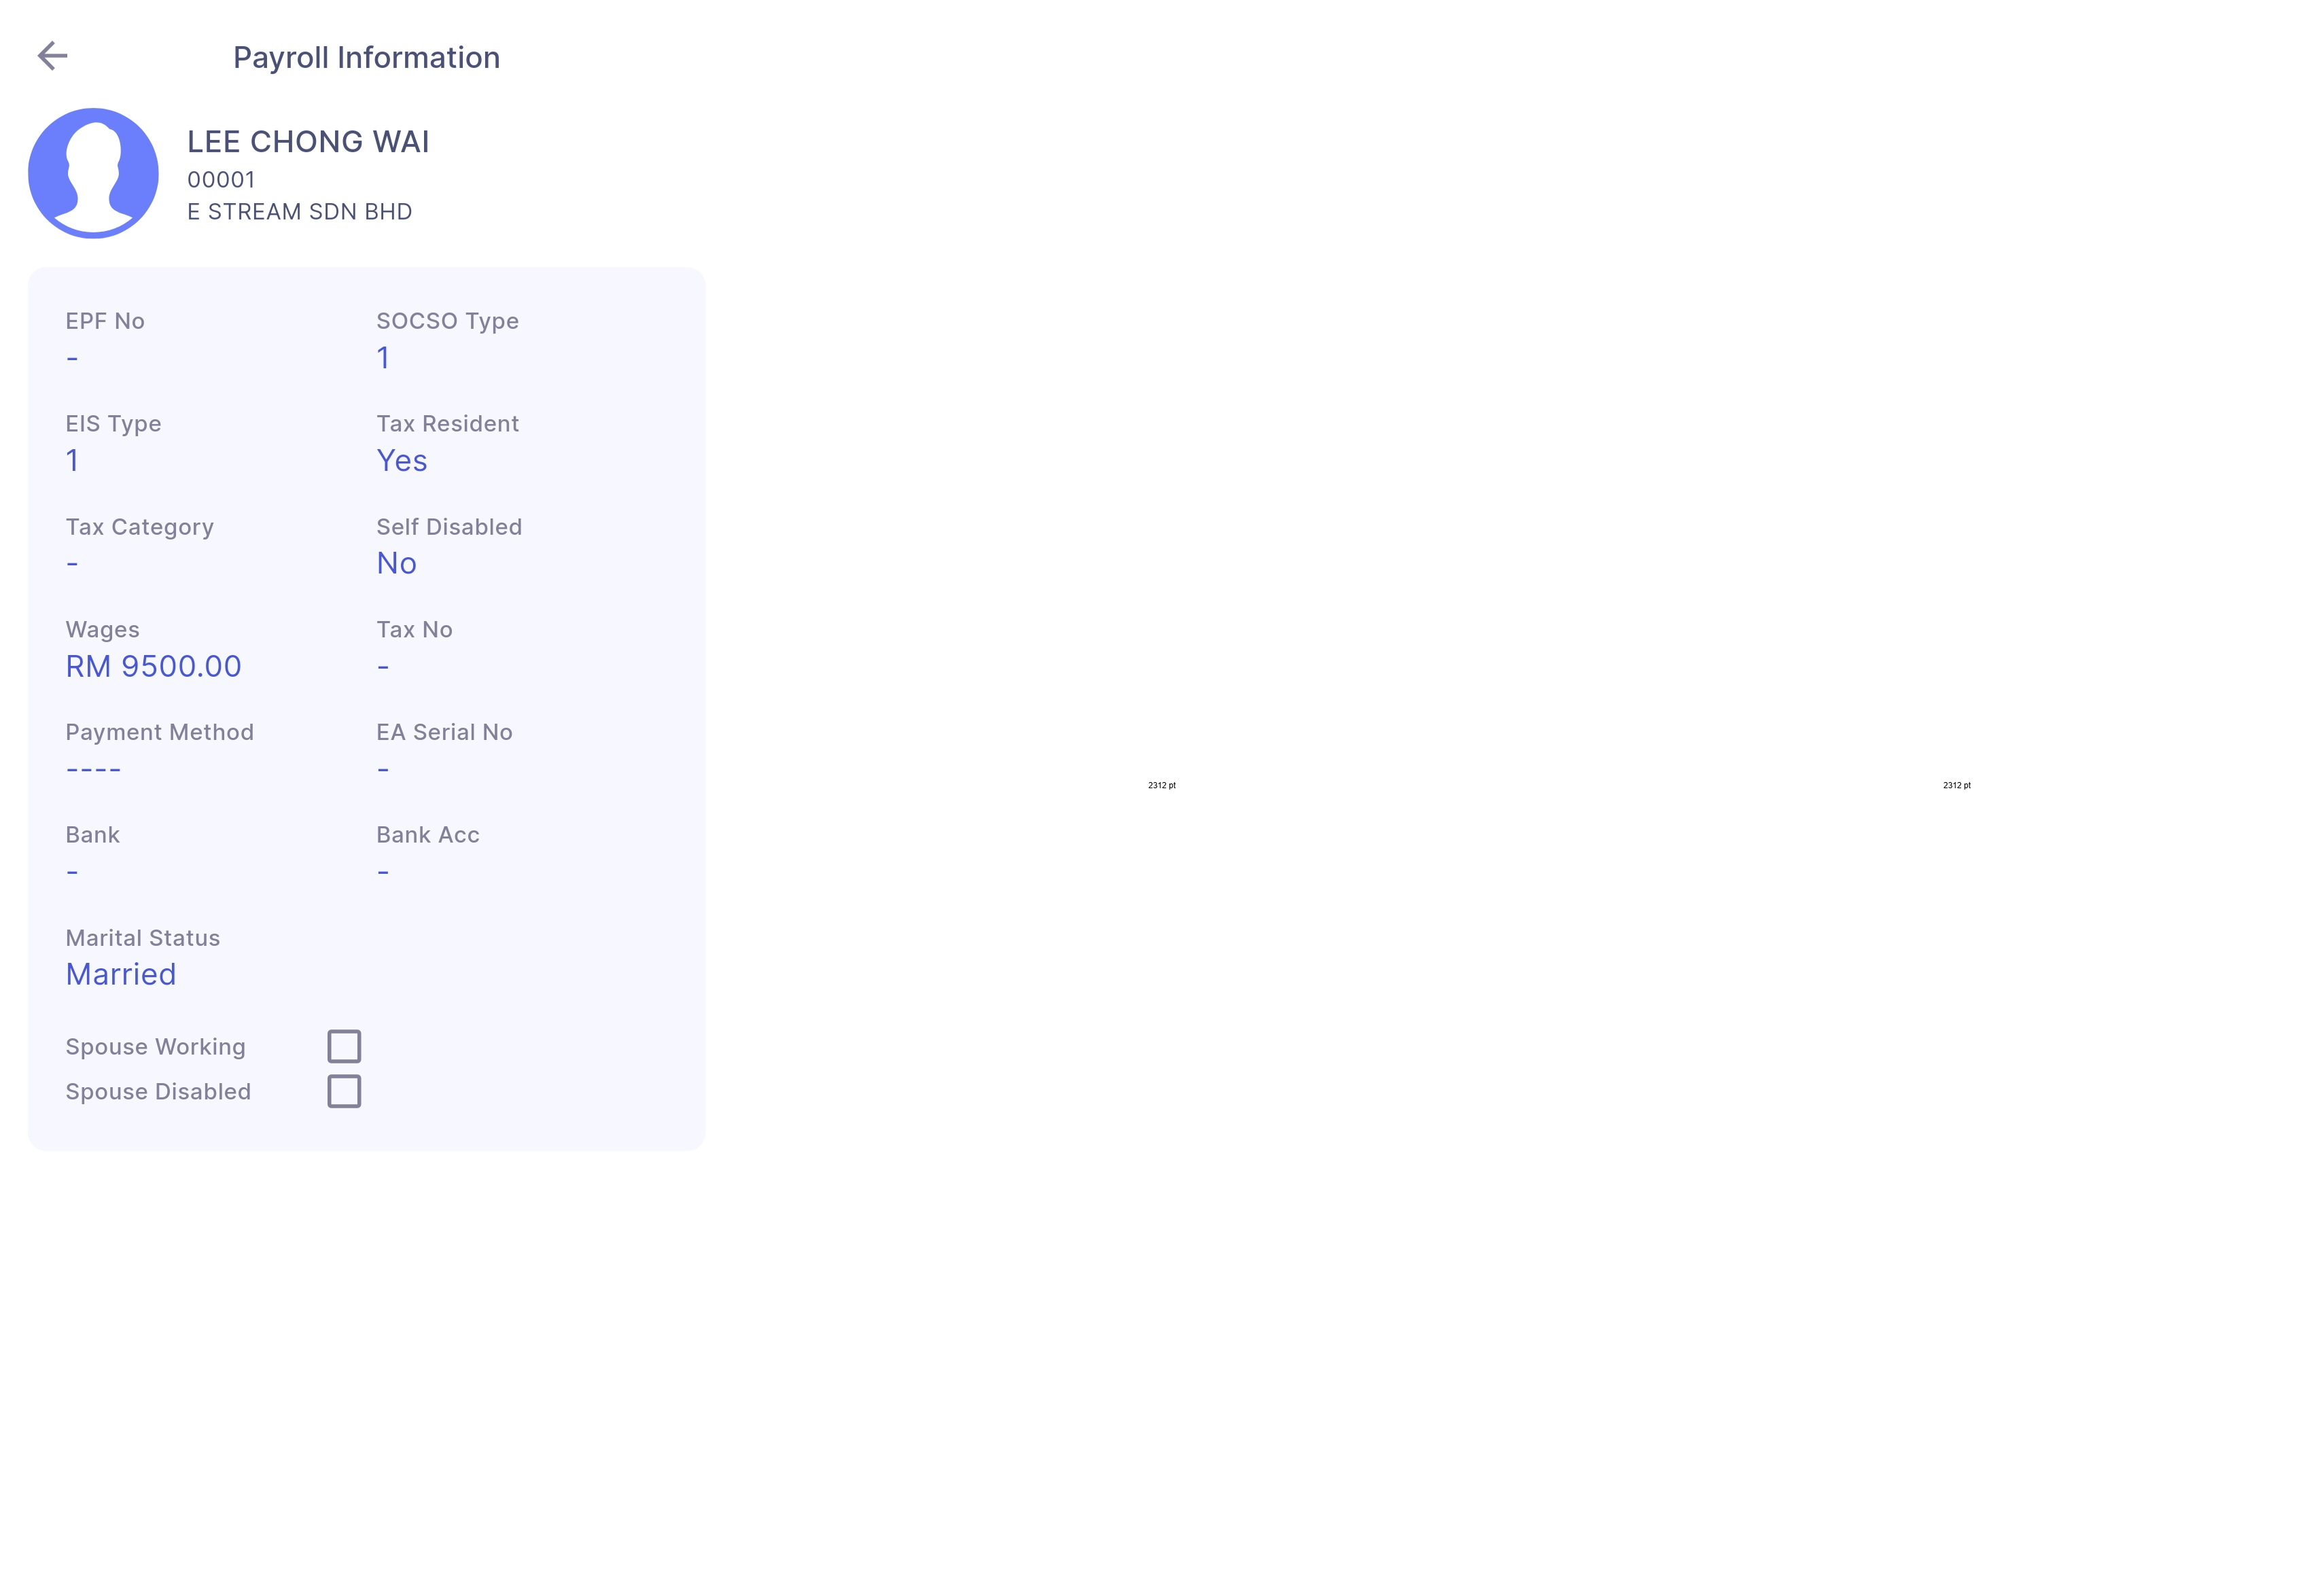 Payroll Information
LEE CHONG WAI
00001
E STREAM SDN BHD
EPF No
-
SOCSO Type
1
EIS Type
1
Tax Resident
Yes
Tax Category
-
Self Disabled
No
Wages
RM 9500.00
Tax No
-
Payment Method
----
EA Serial No
-
Bank
-
Bank Acc
-
Marital Status
Married
Spouse Working
Spouse Disabled
2312 pt
2312 pt